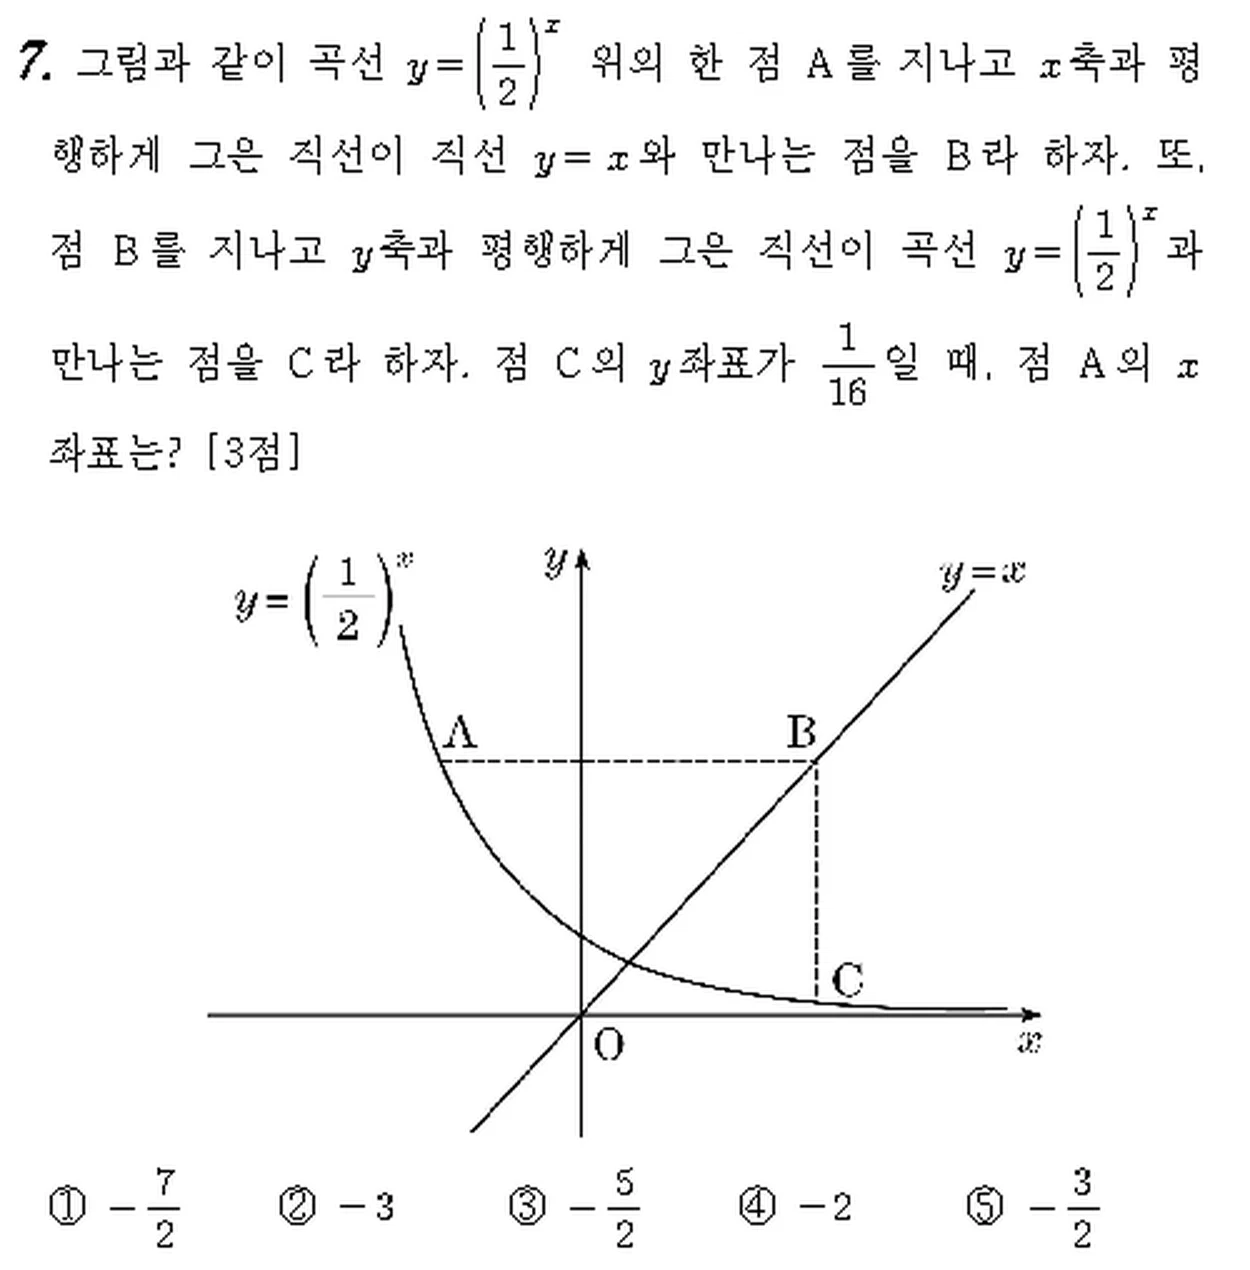 7. 그림과 같이 곡선 y=(1/2)^x 위의 한 점 A를 지나고 x축과 평
행하게 그은 직선이 직선 y=x와 만나는 점을 B라 하자. 또,
점 B를 지나고 y축과 평행하게 그은 직선이 곡선 y=(1/2)^x과
만나는 점을 C라 하자. 점 C의 y좌표가 1/16일 때, 점 A의 x
좌표는? [3점]
y=(1/2)^x
y
y=x
A
B
C
O
x
① -7/2 ② -3 ③ -5/2 ④ -2 ⑤ -3/2